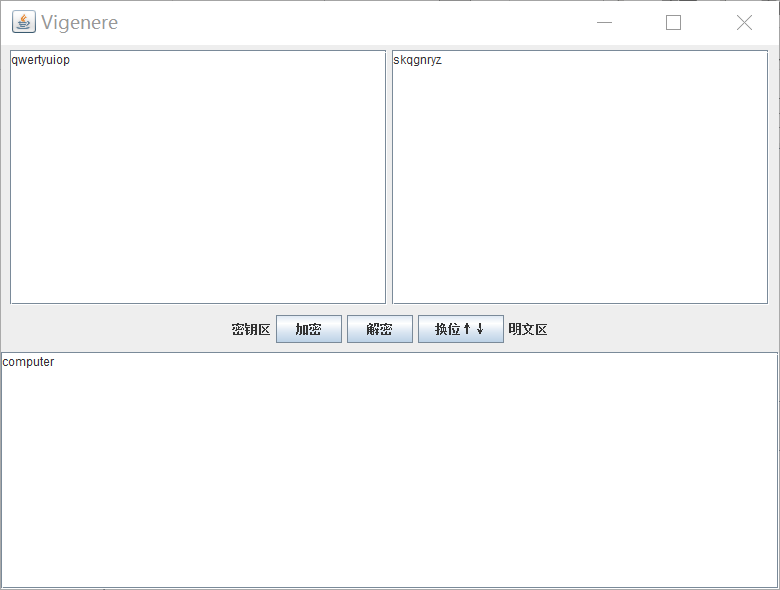 Vigenere
qwertyuiop
skqgnryz
密钥区 加密 解密 换位↑↓ 明文区
computer